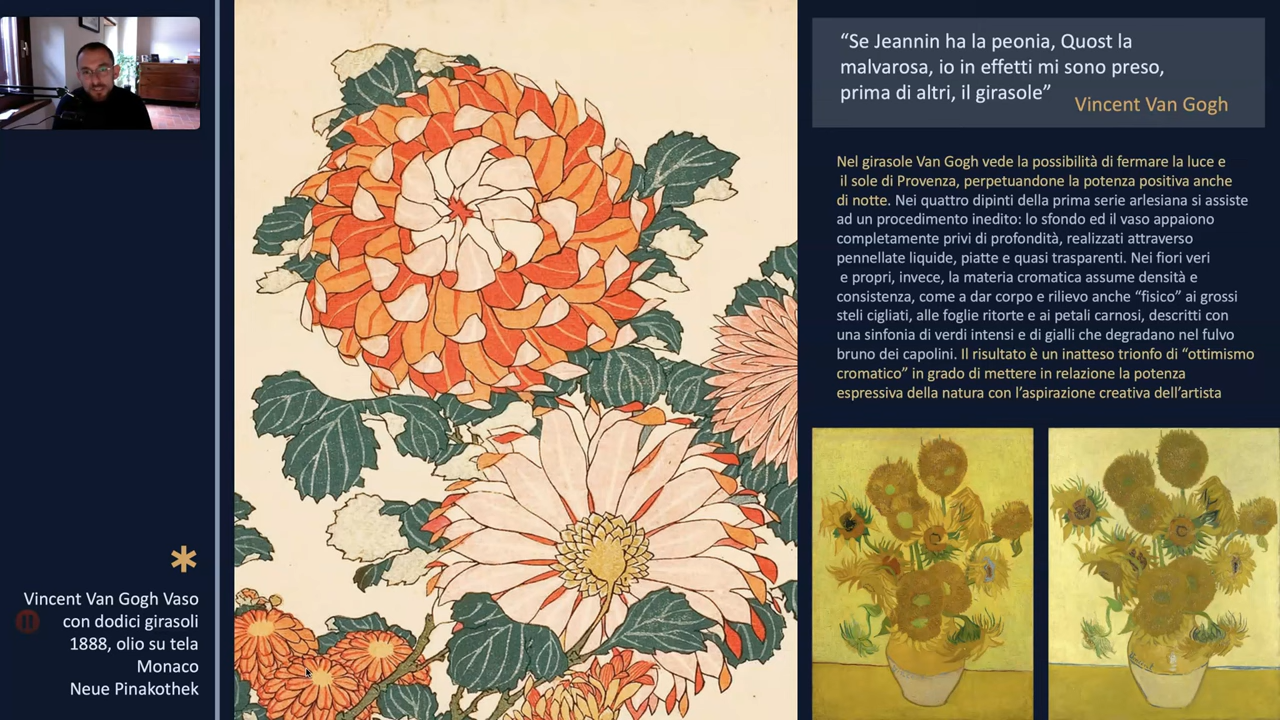 “Se Jeannin ha la peonia, Quost la
malvarosa, io in effetti mi sono preso,
prima di altri, il girasole”
Vincent Van Gogh
Nel girasole Van Gogh vede la possibilità di fermare la luce e
il sole di Provenza, perpetuandone la potenza positiva anche
di notte. Nei quattro dipinti della prima serie arlesiana si assiste
ad un procedimento inedito: lo sfondo ed il vaso appaiono
completamente privi di profondità, realizzati attraverso
pennellate liquide, piatte e quasi trasparenti. Nei fiori veri
e propri, invece, la materia cromatica assume densità e
consistenza, come a dar corpo e rilievo anche “fisico” ai grossi
steli cigliati, alle foglie ritorte e ai petali carnosi, descritti con
una sinfonia di verdi intensi e di gialli che degradano nel fulvo
bruno dei capolini. Il risultato è un inatteso trionfo di “ottimismo
cromatico” in grado di mettere in relazione la potenza
espressiva della natura con l’aspirazione creativa dell’artista
*
Vincent Van Gogh Vaso
con dodici girasoli
1888, olio su tela
Monaco
Neue Pinakothek